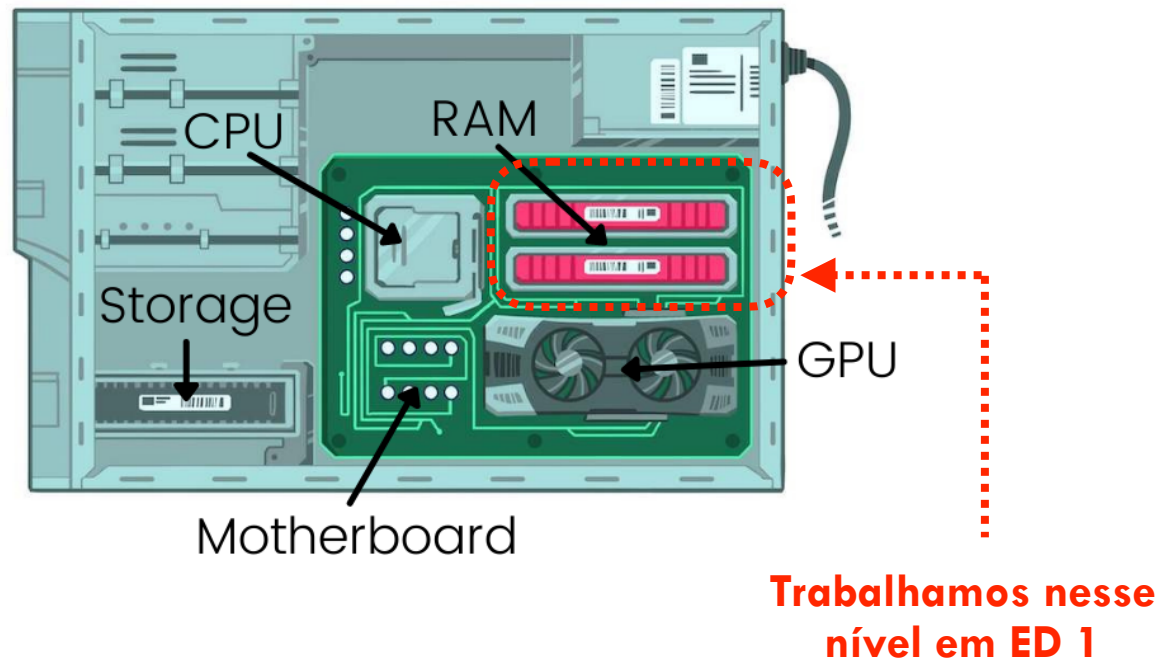 CPU
RAM
Storage
GPU
Motherboard
Trabalhamos nesse
nível em ED 1